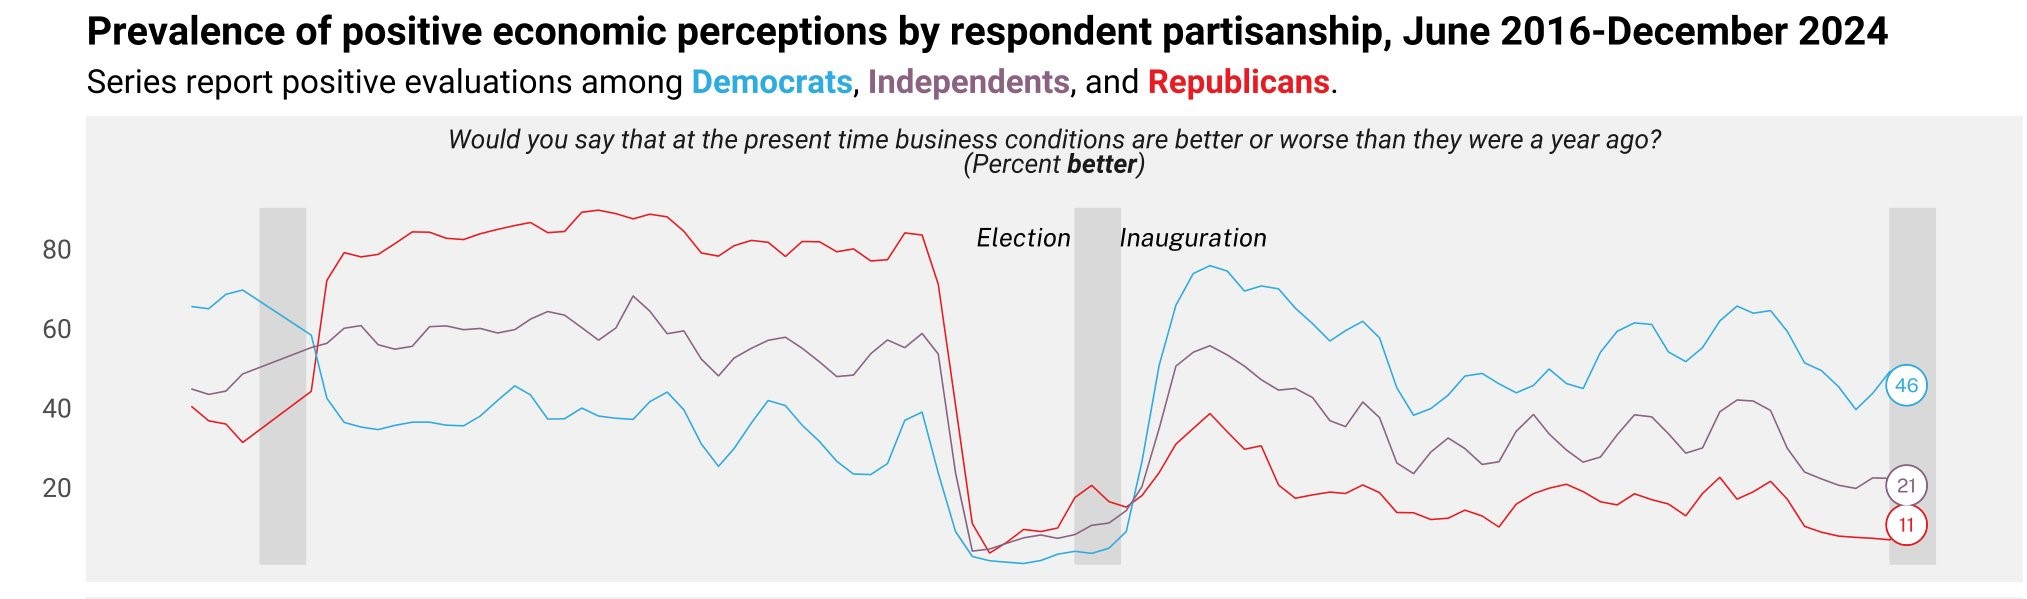 Prevalence of positive economic perceptions by respondent partisanship, June 2016-December 2024
Series report positive evaluations among Democrats, Independents, and Republicans.
Would you say that at the present time business conditions are better or worse than they were a year ago?
(Percent better)
Election
Inauguration
80
60
40
20
46
21
11